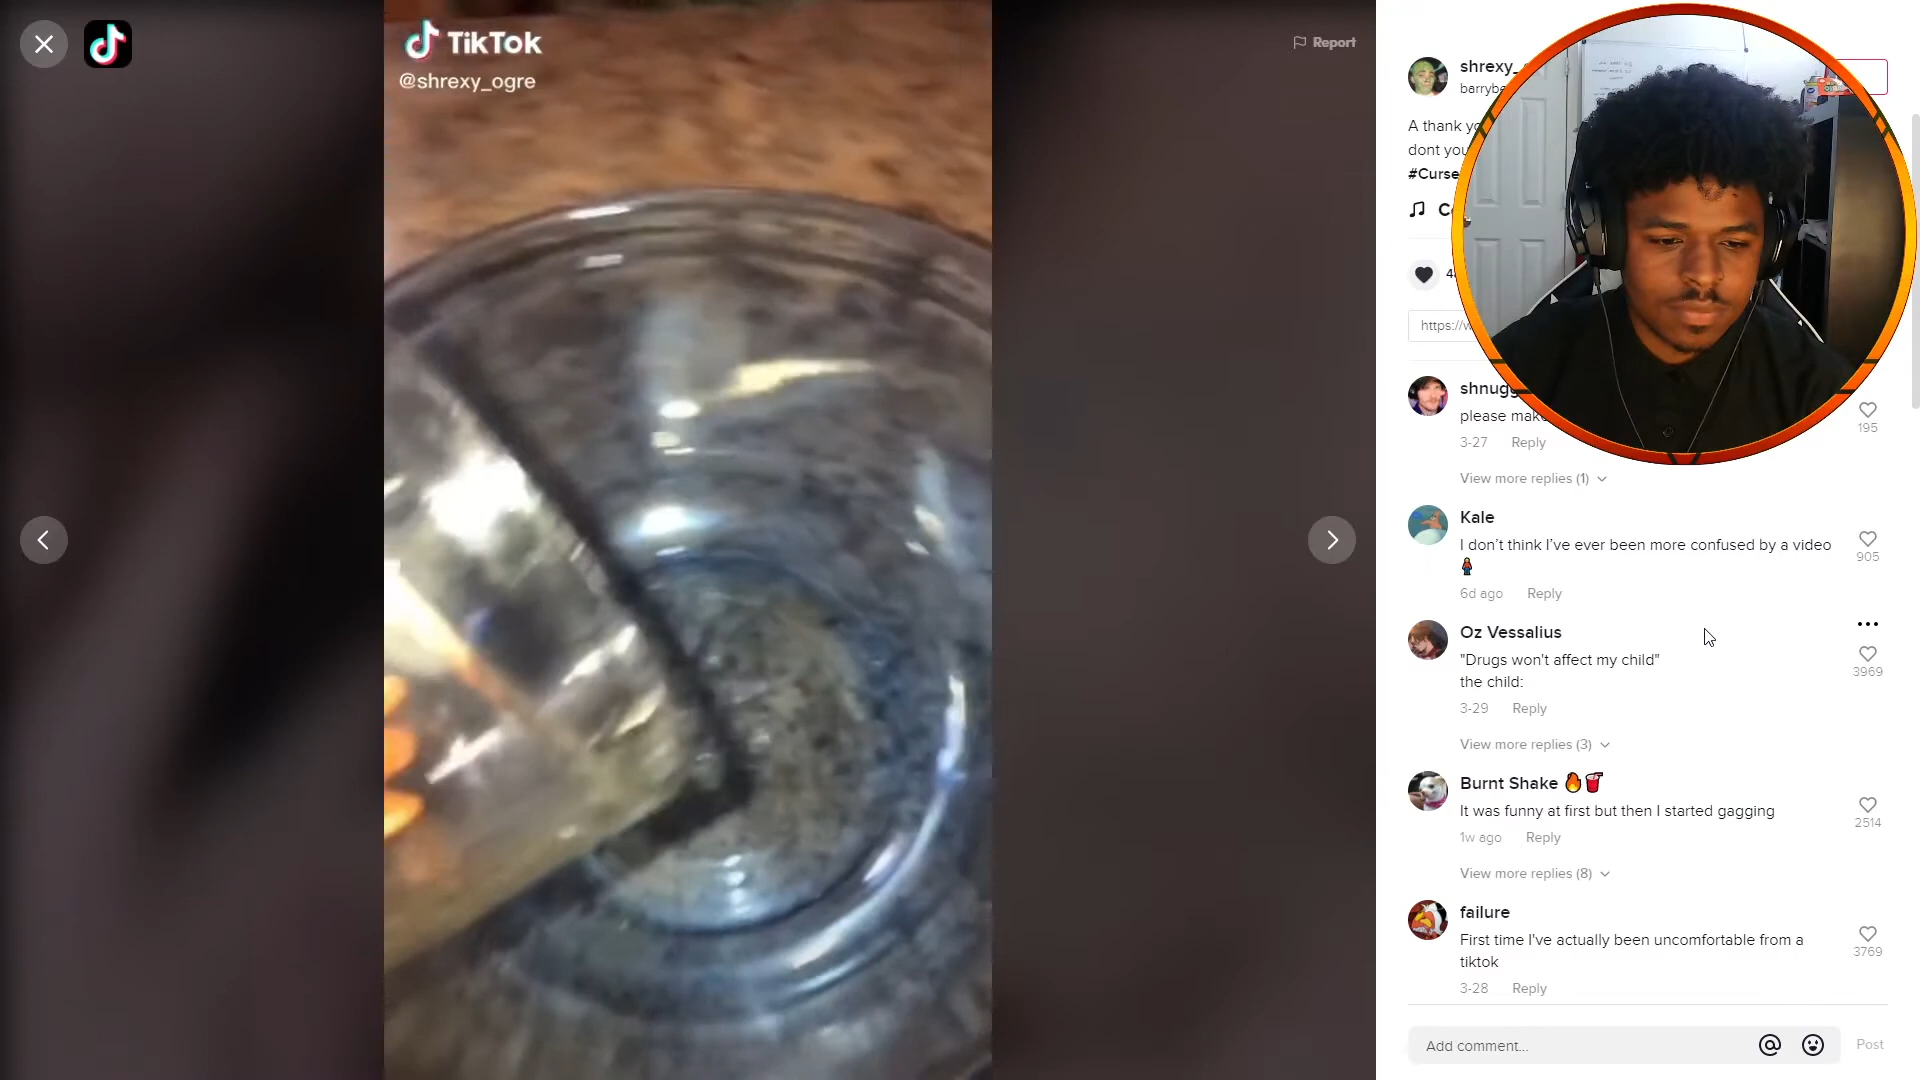 TikTok
@shrexy_ogre
Report
shrexy_
A thank
dont you
#Curse
https://
please
195
3-27 Reply
View more replies (1)
Kale
I don't think I've ever been more confused by a video
905
6d ago Reply
Oz Vessalius
"Drugs won't affect my child"
the child:
3969
3-29 Reply
View more replies (3)
Burnt Shake
It was funny at first but then I started gagging
2514
1w ago Reply
View more replies (8)
failure
First time I've actually been uncomfortable from a
tiktok
3769
3-28 Reply
Add comment...
Post